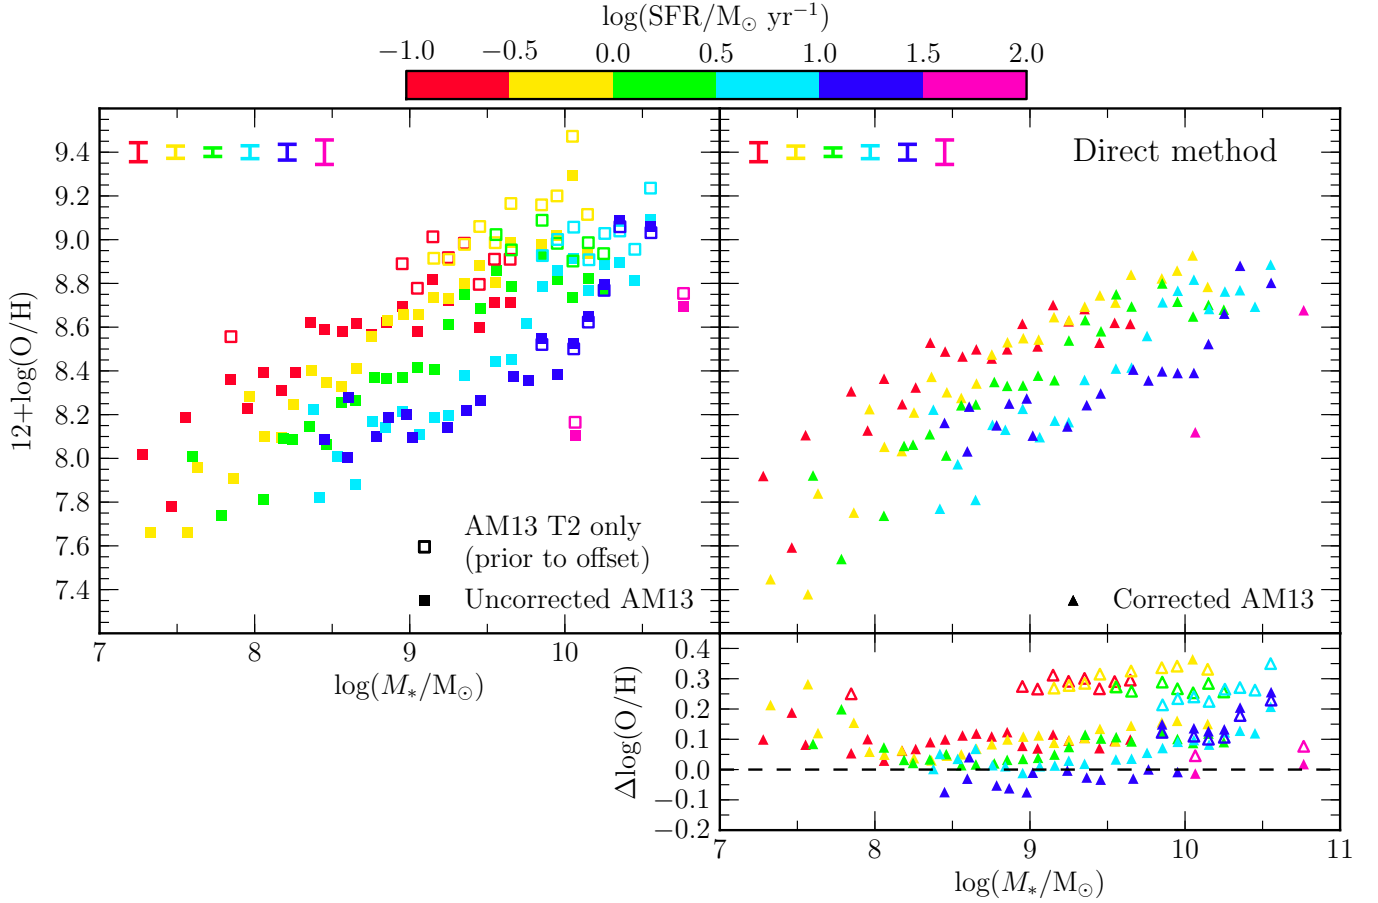 log(SFR/M⊙ yr⁻¹)
−1.0 −0.5 0.0 0.5 1.0 1.5 2.0
12+log(O/H)
9.4
9.2
9.0
8.8
8.6
8.4
8.2
8.0
7.8
7.6
7.4
AM13 T2 only
(prior to offset)
Uncorrected AM13
7 8 9 10
log(M*/M⊙)
Direct method
Corrected AM13
Δlog(O/H)
0.4
0.3
0.2
0.1
0.0
−0.1
−0.2
7 8 9 10 11
log(M*/M⊙)